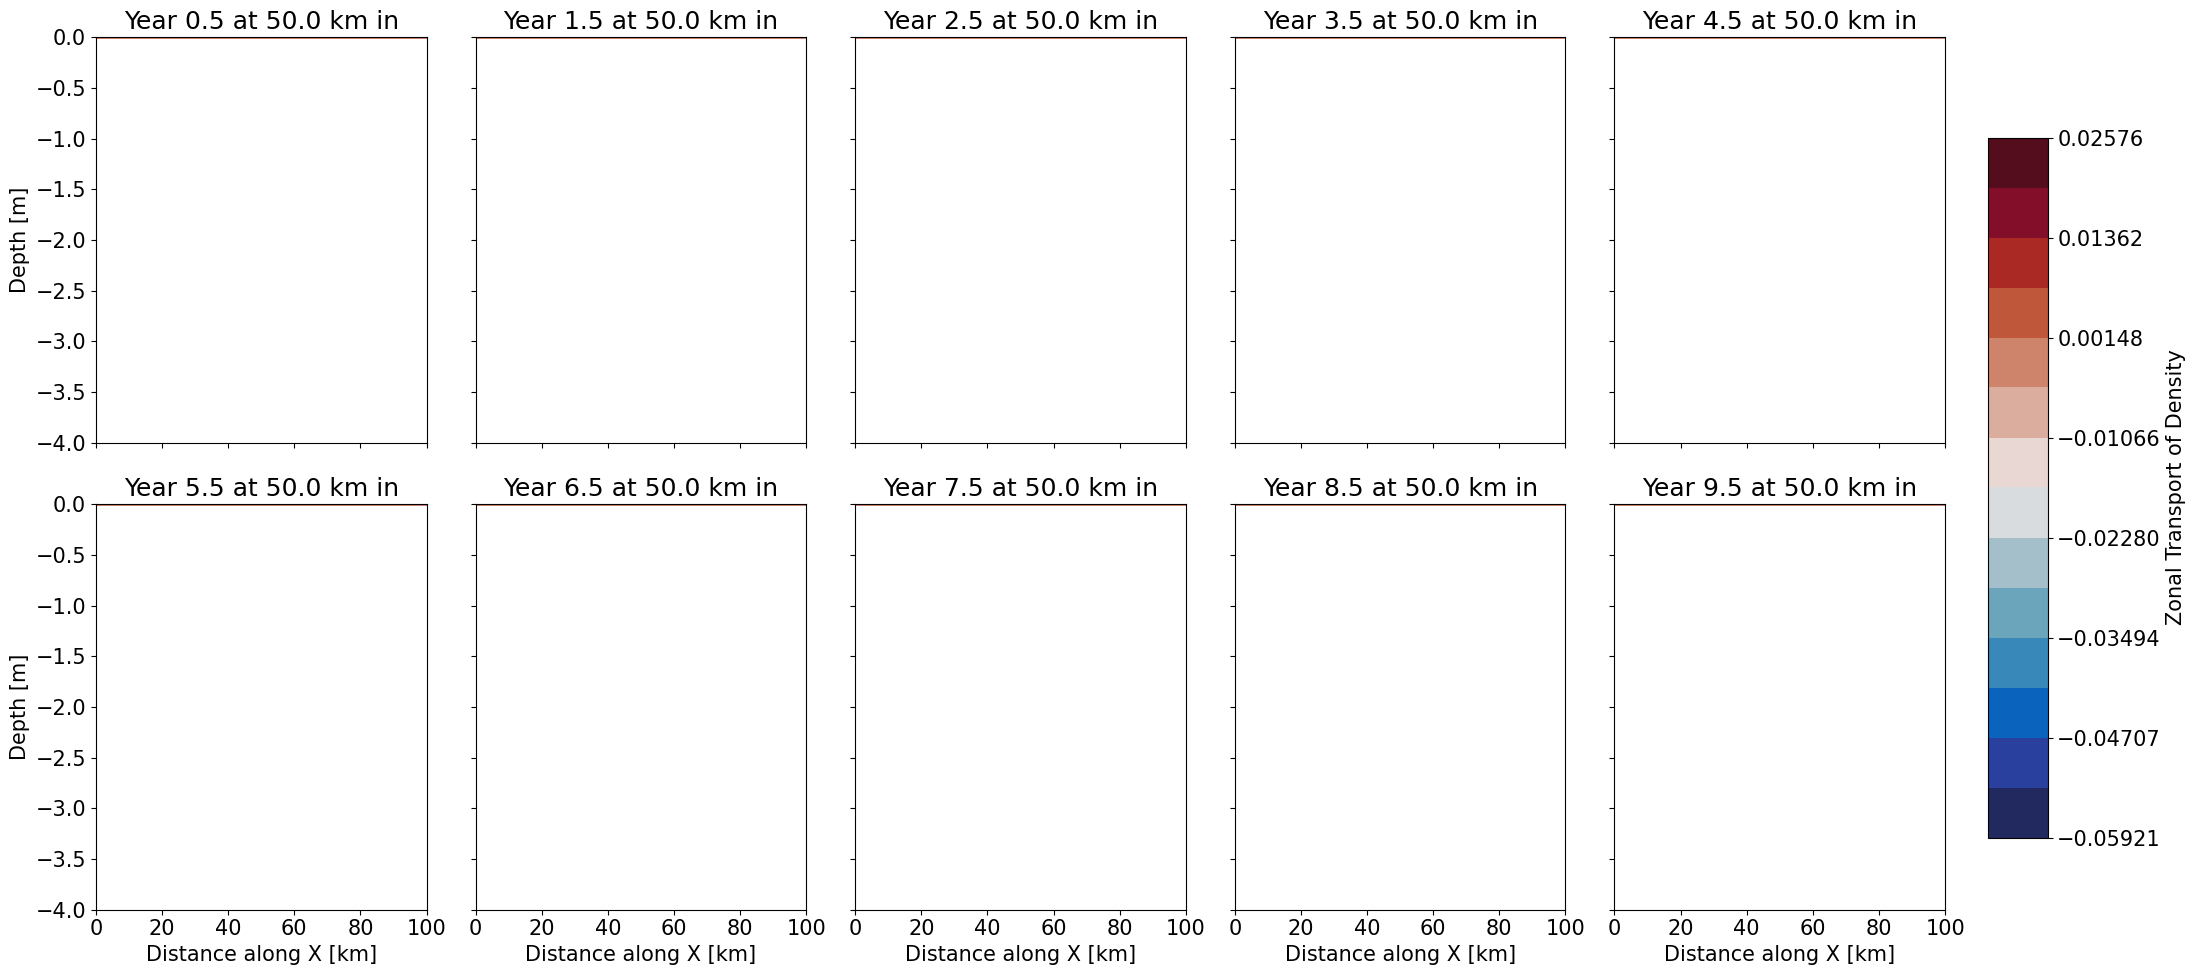 Year 0.5 at 50.0 km in
Year 1.5 at 50.0 km in
Year 2.5 at 50.0 km in
Year 3.5 at 50.0 km in
Year 4.5 at 50.0 km in
0.0
−0.5
−1.0
−1.5
−2.0
−2.5
−3.0
−3.5
−4.0
Depth [m]
Year 5.5 at 50.0 km in
Year 6.5 at 50.0 km in
Year 7.5 at 50.0 km in
Year 8.5 at 50.0 km in
Year 9.5 at 50.0 km in
0.0
−0.5
−1.0
−1.5
−2.0
−2.5
−3.0
−3.5
−4.0
Depth [m]
0 20 40 60 80 100
0 20 40 60 80 100
0 20 40 60 80 100
0 20 40 60 80 100
0 20 40 60 80 100
Distance along X [km]
Distance along X [km]
Distance along X [km]
Distance along X [km]
Distance along X [km]
0.02576
0.01362
0.00148
−0.01066
−0.02280
−0.03494
−0.04707
−0.05921
Zonal Transport of Density